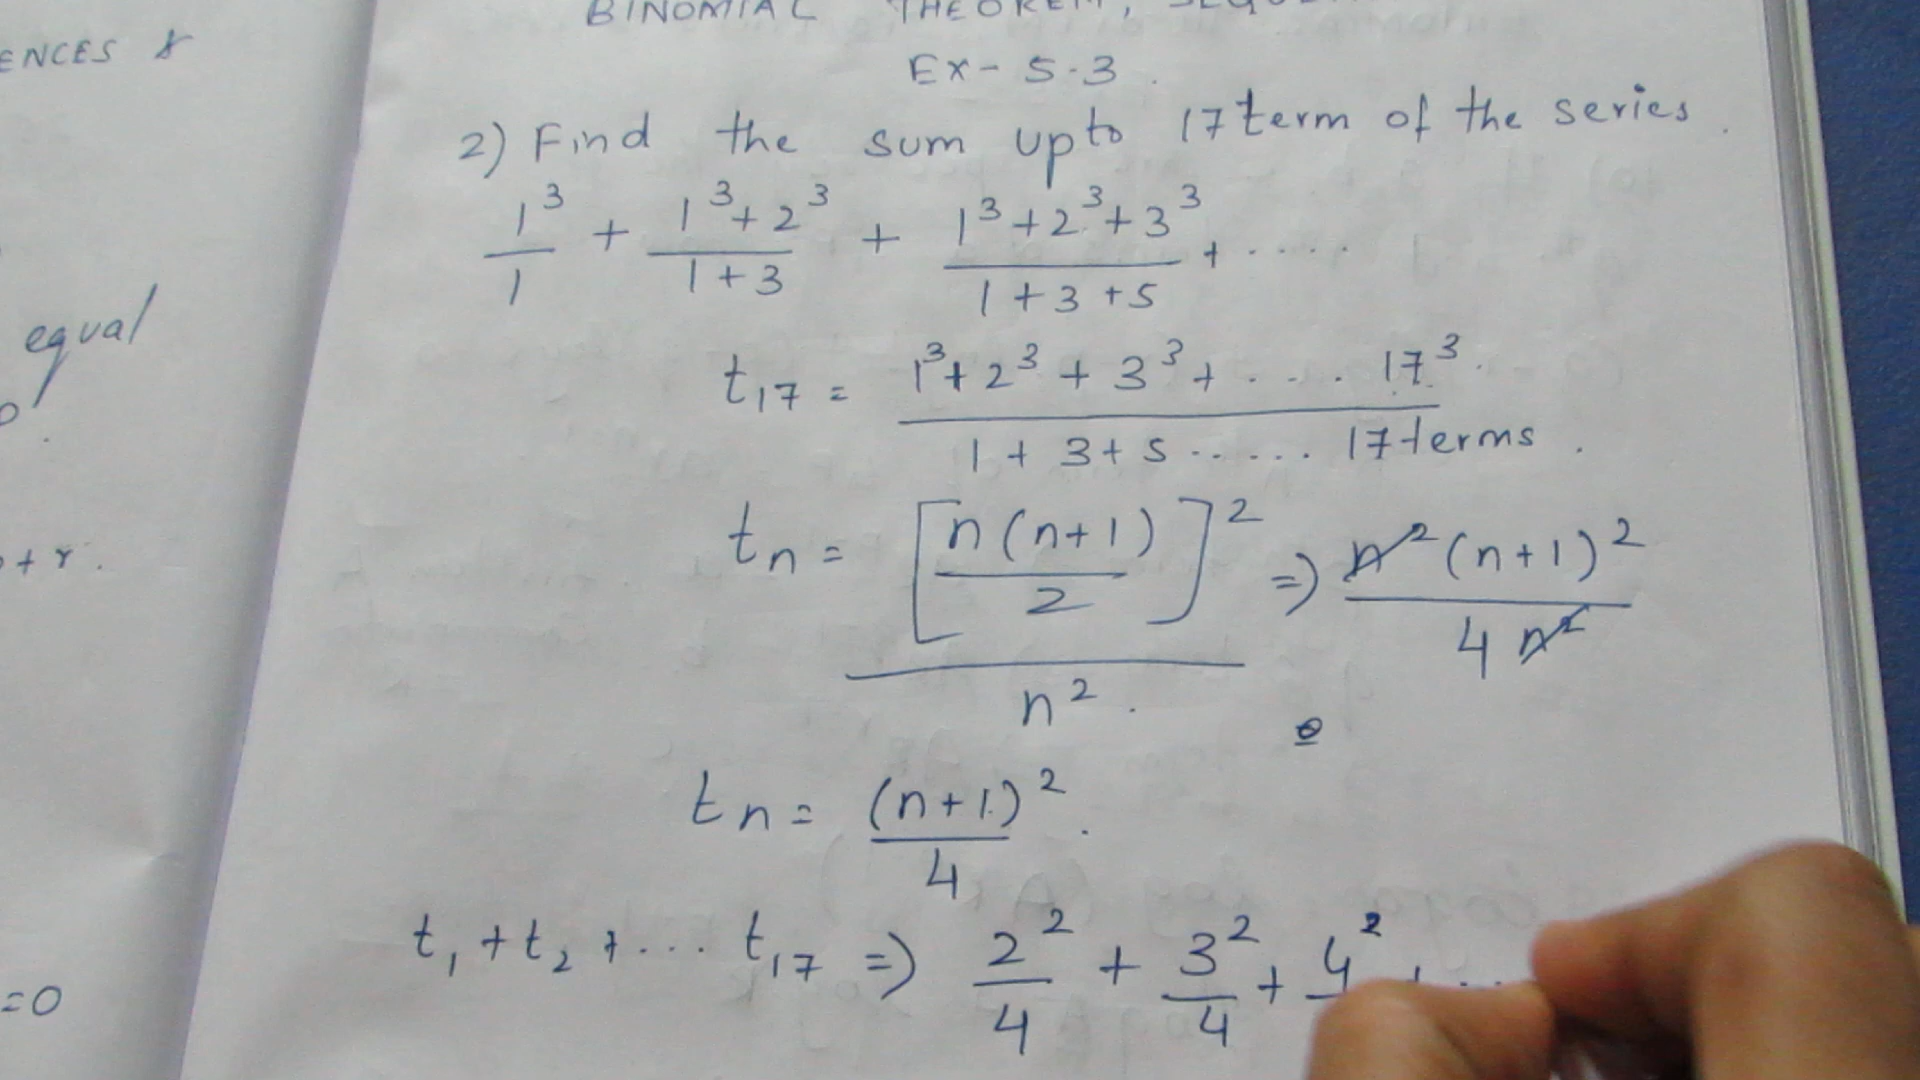 ENCES &
equal
+ r.
=0
BINOMIAL THEOREM,
Ex - 5.3.
2) Find the sum upto 17 term of the series.
1³/1 + (1³+2³)/(1+3) + (1³+2³+3³)/(1+3+5) + .....
t₁₇ = (1³+2³+3³+....17³.)/(1+3+5......17 terms.)
tₙ = [n(n+1)/2]²/n². => n²(n+1)²/4n²
tₙ = (n+1)²/4.
t₁+t₂+...t₁₇ => 2²/4 + 3²/4 + 4²